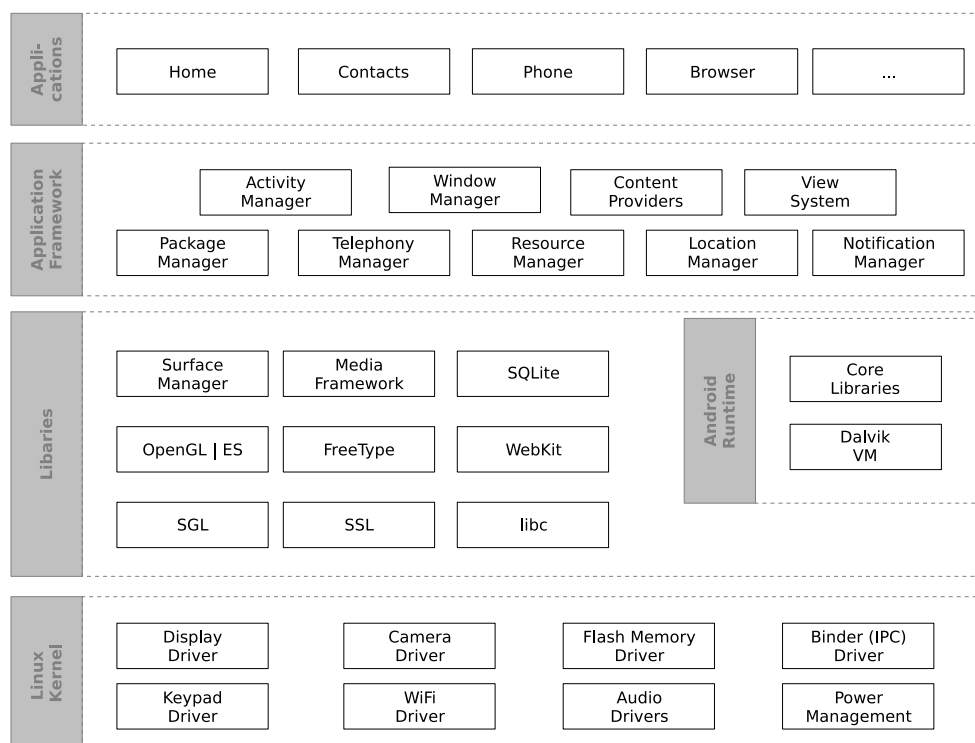 Appli-
cations
Home
Contacts
Phone
Browser
...
Application
Framework
Activity
Manager
Window
Manager
Content
Providers
View
System
Package
Manager
Telephony
Manager
Resource
Manager
Location
Manager
Notification
Manager
Libaries
Surface
Manager
Media
Framework
SQLite
OpenGL | ES
FreeType
WebKit
SGL
SSL
libc
Android
Runtime
Core
Libraries
Dalvik
VM
Linux
Kernel
Display
Driver
Camera
Driver
Flash Memory
Driver
Binder (IPC)
Driver
Keypad
Driver
WiFi
Driver
Audio
Drivers
Power
Management